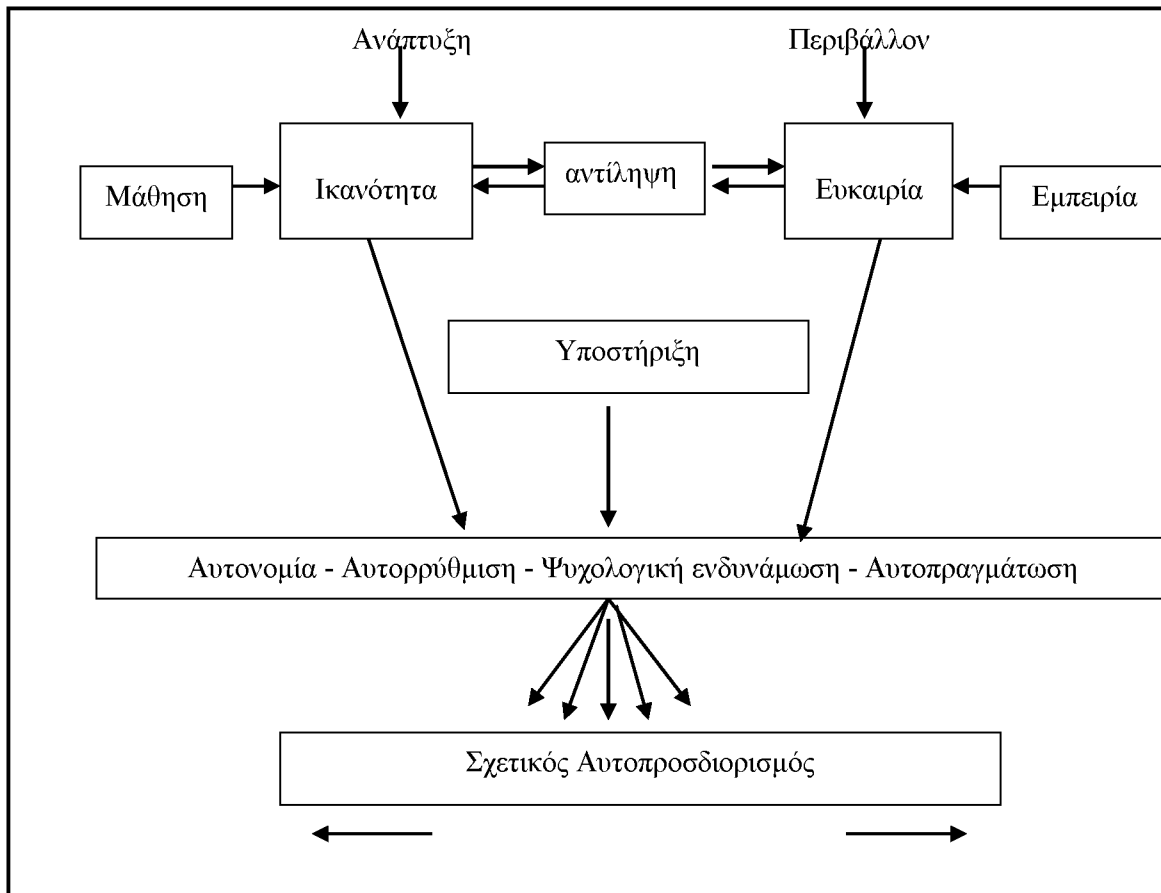 Ανάπτυξη Περιβάλλον
Μάθηση Ικανότητα αντίληψη Ευκαιρία Εμπειρία
Υποστήριξη
Αυτονομία - Αυτορρύθμιση - Ψυχολογική ενδυνάμωση - Αυτοπραγμάτωση
Σχετικός Αυτοπροσδιορισμός